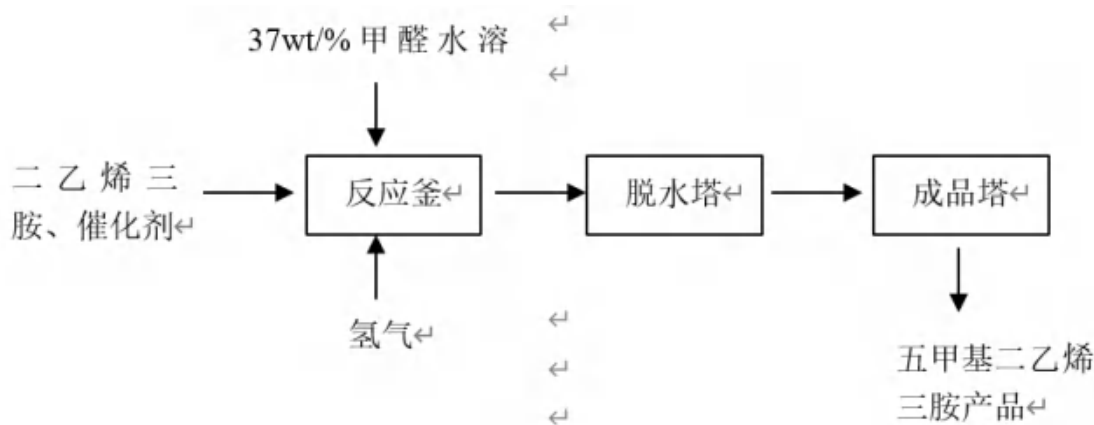 37wt/%甲醛水溶
二乙烯三
胺、催化剂
反应釜
脱水塔
成品塔
氢气
五甲基二乙烯
三胺产品